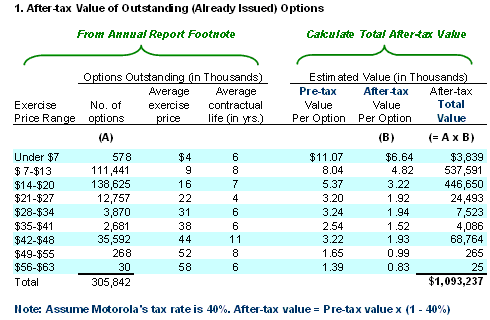 1. After-tax Value of Outstanding (Already Issued) Options
From Annual Report Footnote Calculate Total After-tax Value
Options Outstanding (in Thousands) Estimated Value (in Thousands)
Average Average Pre-tax After-tax After-tax
Exercise No. of exercise contractual Value Value Total
Price Range options price life (in yrs.) Per Option Per Option Value
(A) (B) (= A x B)
Under $7 578 $4 6 $11.07 $6.64 $3,839
$ 7-$13 111,441 9 8 8.04 4.82 537,591
$14-$20 138,625 16 7 5.37 3.22 446,650
$21-$27 12,757 22 4 3.20 1.92 24,493
$28-$34 3,870 31 6 3.24 1.94 7,523
$35-$41 2,681 38 6 2.54 1.52 4,086
$42-$48 35,592 44 11 3.22 1.93 68,764
$49-$55 268 52 8 1.65 0.99 265
$56-$63 30 58 6 1.39 0.83 25
Total 305,842 $1,093,237
Note: Assume Motorola's tax rate is 40%. After-tax value = Pre-tax value x (1 - 40%)